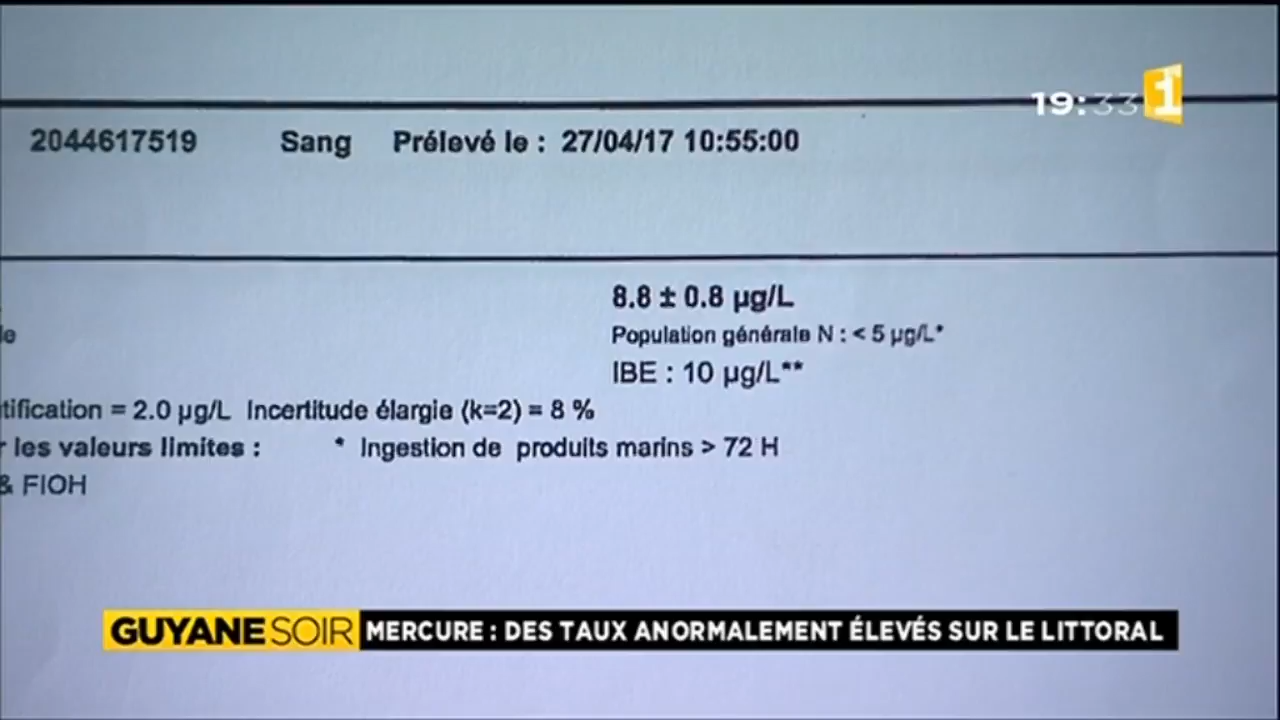 19:33 1
2044617519 Sang Prélevé le : 27/04/17 10:55:00
8.8 ± 0.8 µg/L
le Population générale N : < 5 µg/L*
IBE : 10 µg/L**
tification = 2.0 µg/L Incertitude élargie (k=2) = 8 %
r les valeurs limites : * Ingestion de produits marins > 72 H
& FIOH
GUYANE SOIR MERCURE : DES TAUX ANORMALEMENT ÉLEVÉS SUR LE LITTORAL